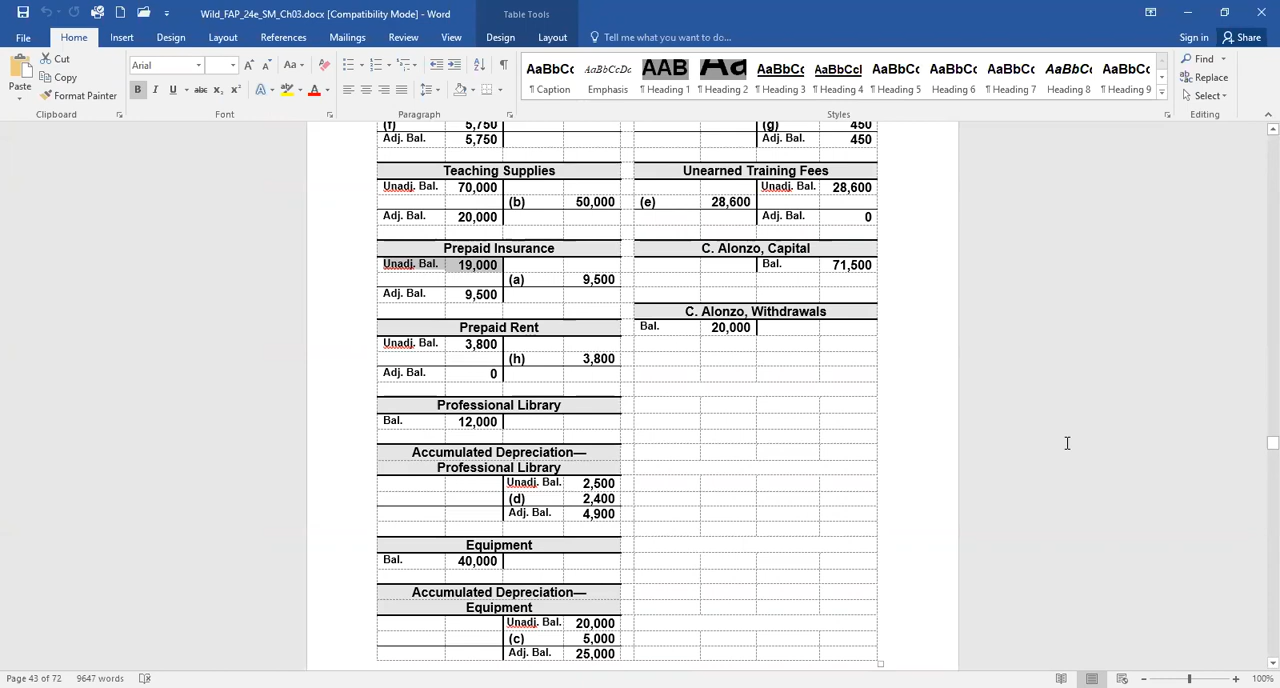 Wild_FAP_24e_SM_Ch03.docx [Compatibility Mode] - Word
Table Tools
File Home Insert Design Layout References Mailings Review View Design Layout Tell me what you want to do... Sign in Share
Paste
Cut
Copy
Format Painter
Clipboard
Arial
Aa
B I U abc x₂ x² A A
Font
Paragraph
AaBbCc AaBbCcDc AAB Aa AaBbCc AaBbCcI AaBbCc AaBbCc AaBbCc AaBbCc AaBbCc
¶ Caption Emphasis ¶ Heading 1 ¶ Heading 2 ¶ Heading 3 ¶ Heading 4 ¶ Heading 5 Heading 6 ¶ Heading 7 Heading 8 ¶ Heading 9
Styles
Find
Replace
Select
Editing
(f) 5,750
Adj. Bal. 5,750
Teaching Supplies
Unadj. Bal. 70,000
(b) 50,000
Adj. Bal. 20,000
Prepaid Insurance
Unadj. Bal. 19,000
(a) 9,500
Adj. Bal. 9,500
Prepaid Rent
Unadj. Bal. 3,800
(h) 3,800
Adj. Bal. 0
Professional Library
Bal. 12,000
Accumulated Depreciation—
Professional Library
Unadj. Bal. 2,500
(d) 2,400
Adj. Bal. 4,900
Equipment
Bal. 40,000
Accumulated Depreciation—
Equipment
Unadj. Bal. 20,000
(c) 5,000
Adj. Bal. 25,000
(g) 450
Adj. Bal. 450
Unearned Training Fees
Unadj. Bal. 28,600
(e) 28,600
Adj. Bal. 0
C. Alonzo, Capital
Bal. 71,500
C. Alonzo, Withdrawals
Bal. 20,000
Page 43 of 72 9647 words 100%